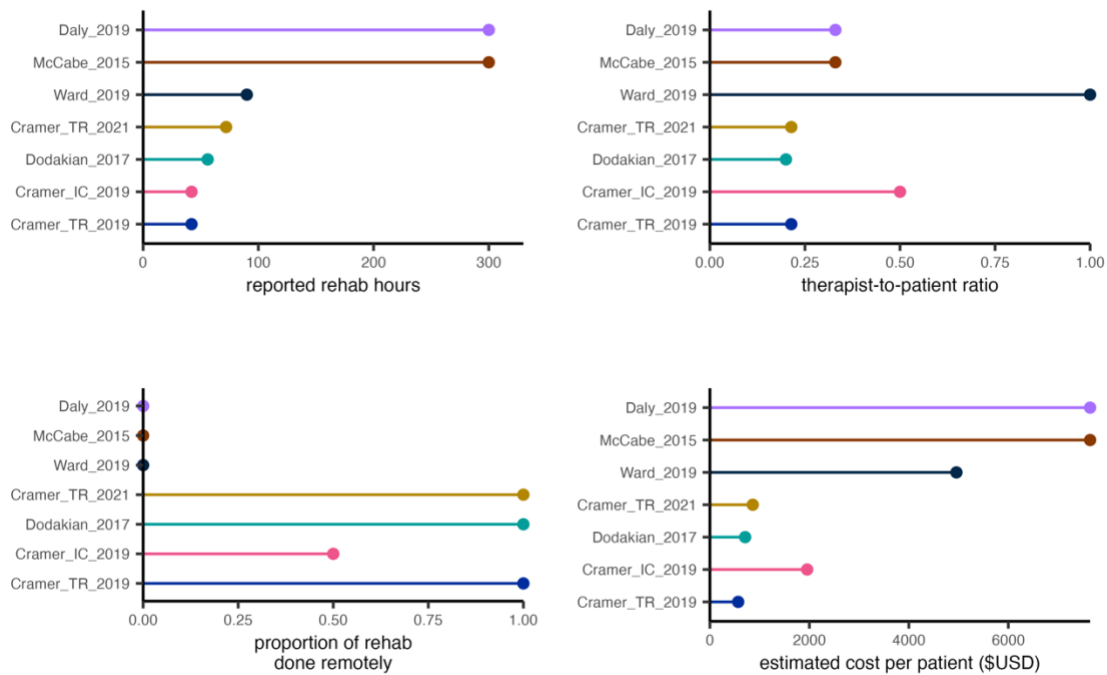 Daly_2019
McCabe_2015
Ward_2019
Cramer_TR_2021
Dodakian_2017
Cramer_IC_2019
Cramer_TR_2019
0 100 200 300
reported rehab hours
Daly_2019
McCabe_2015
Ward_2019
Cramer_TR_2021
Dodakian_2017
Cramer_IC_2019
Cramer_TR_2019
0.00 0.25 0.50 0.75 1.00
therapist-to-patient ratio
Daly_2019
McCabe_2015
Ward_2019
Cramer_TR_2021
Dodakian_2017
Cramer_IC_2019
Cramer_TR_2019
0.00 0.25 0.50 0.75 1.00
proportion of rehab
done remotely
Daly_2019
McCabe_2015
Ward_2019
Cramer_TR_2021
Dodakian_2017
Cramer_IC_2019
Cramer_TR_2019
0 2000 4000 6000
estimated cost per patient ($USD)